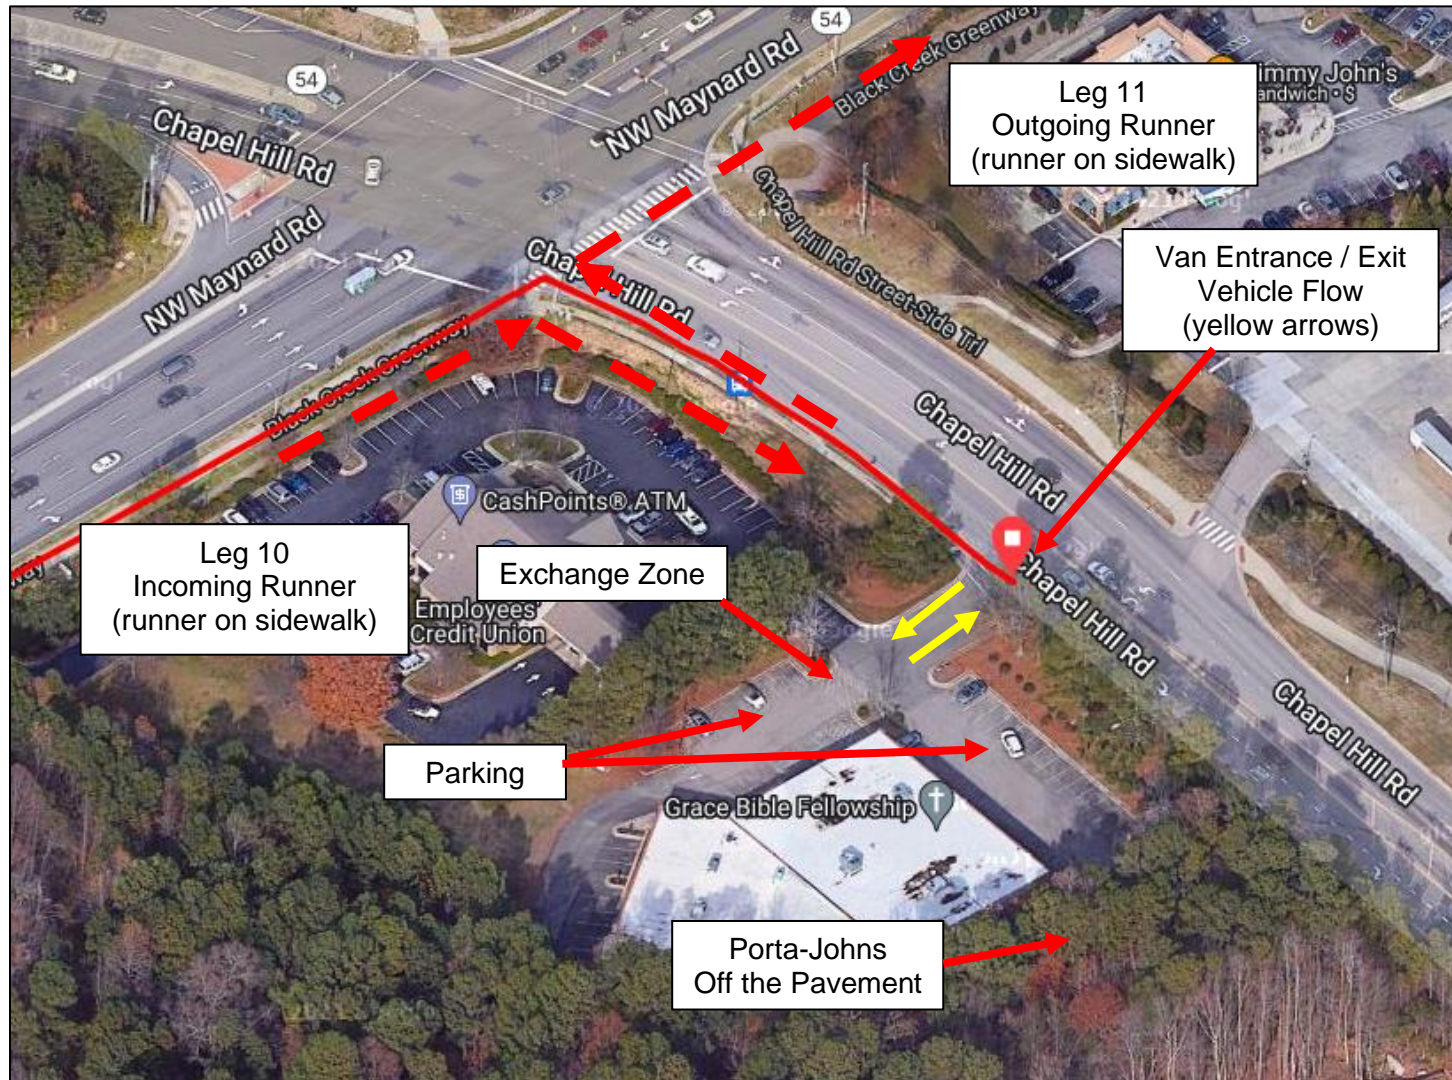 54
NW Maynard Rd
Black Creek Greenway
54
Chapel Hill Rd
Leg 11
Outgoing Runner
(runner on sidewalk)
Jimmy John's
Sandwich • $
NW Maynard Rd
Chapel Hill Rd
Chapel Hill Rd Street-Side Trl
Van Entrance / Exit
Vehicle Flow
(yellow arrows)
Black Creek Greenway
Chapel Hill Rd
CashPoints® ATM
Leg 10
Incoming Runner
(runner on sidewalk)
Exchange Zone
Employees'
Credit Union
Chapel Hill Rd
Chapel Hill Rd
Parking
Grace Bible Fellowship
Porta-Johns
Off the Pavement